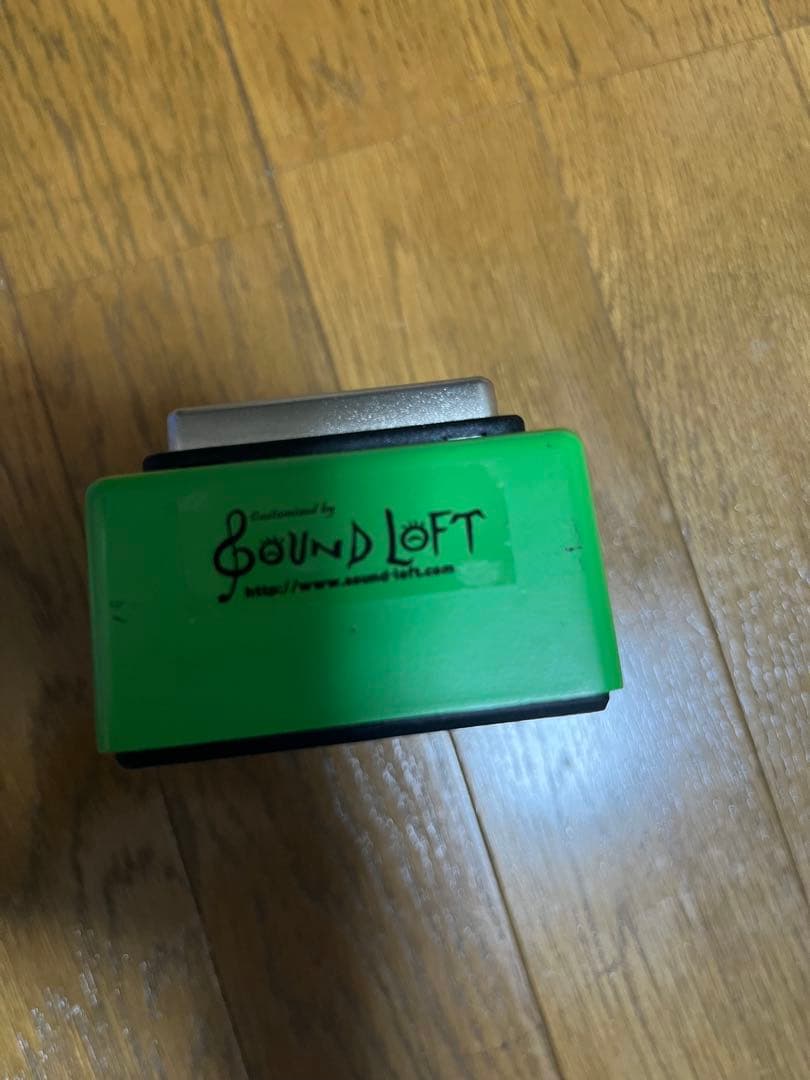 Customized by
SOUND LOFT
http://www.sound-loft.com